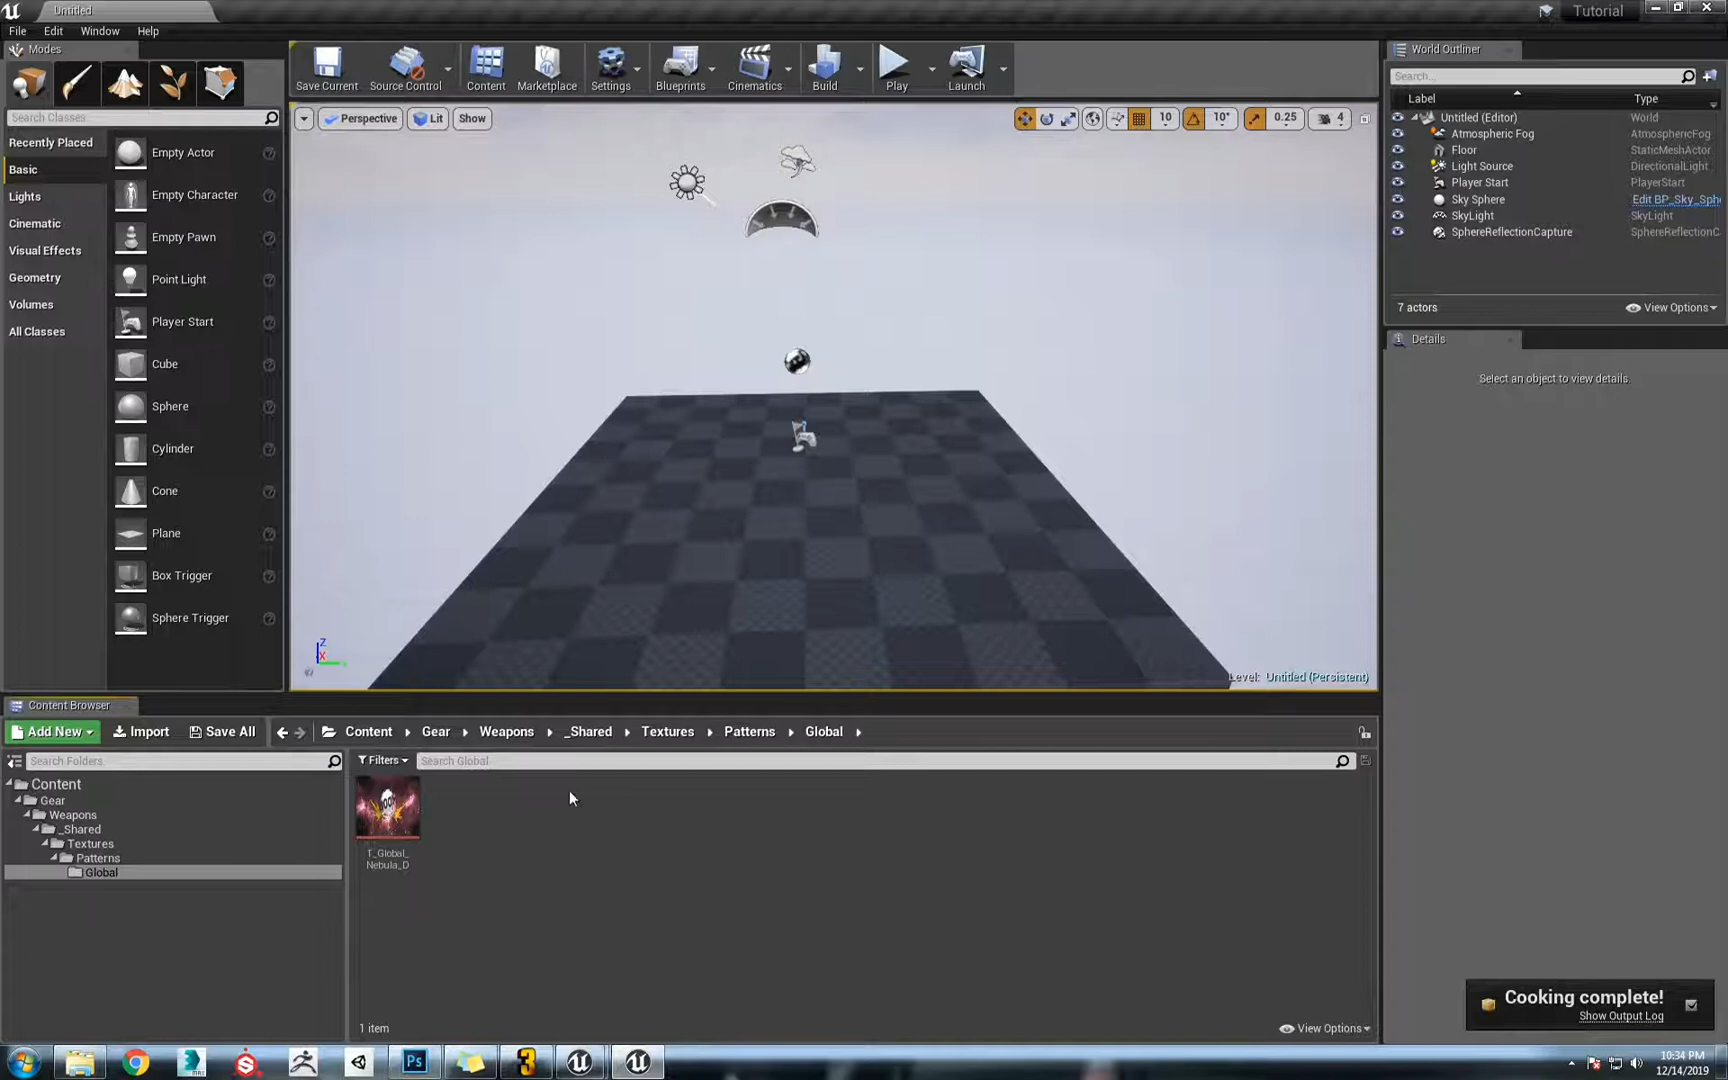 Untitled
Tutorial
File Edit Window Help
Modes
Search Classes
Recently Placed
Basic
Lights
Cinematic
Visual Effects
Geometry
Volumes
All Classes
Empty Actor
Empty Character
Empty Pawn
Point Light
Player Start
Cube
Sphere
Cylinder
Cone
Plane
Box Trigger
Sphere Trigger
Save Current Source Control Content Marketplace Settings Blueprints Cinematics Build Play Launch
Perspective Lit Show
10 10° 0.25 4
Z
X
Level: Untitled (Persistent)
World Outliner
Search...
Label Type
Untitled (Editor) World
Atmospheric Fog AtmosphericFog
Floor StaticMeshActor
Light Source DirectionalLight
Player Start PlayerStart
Sky Sphere Edit BP_Sky_Sph
SkyLight SkyLight
SphereReflectionCapture SphereReflectionC
7 actors View Options
Details
Select an object to view details.
Content Browser
Add New Import Save All Content Gear Weapons _Shared Textures Patterns Global
Search Folders
Filters Search Global
Content
Gear
Weapons
_Shared
Textures
Patterns
Global
T_Global_
Nebula_D
1 item View Options
Cooking complete!
Show Output Log
Ps
3
10:34 PM
12/14/2019